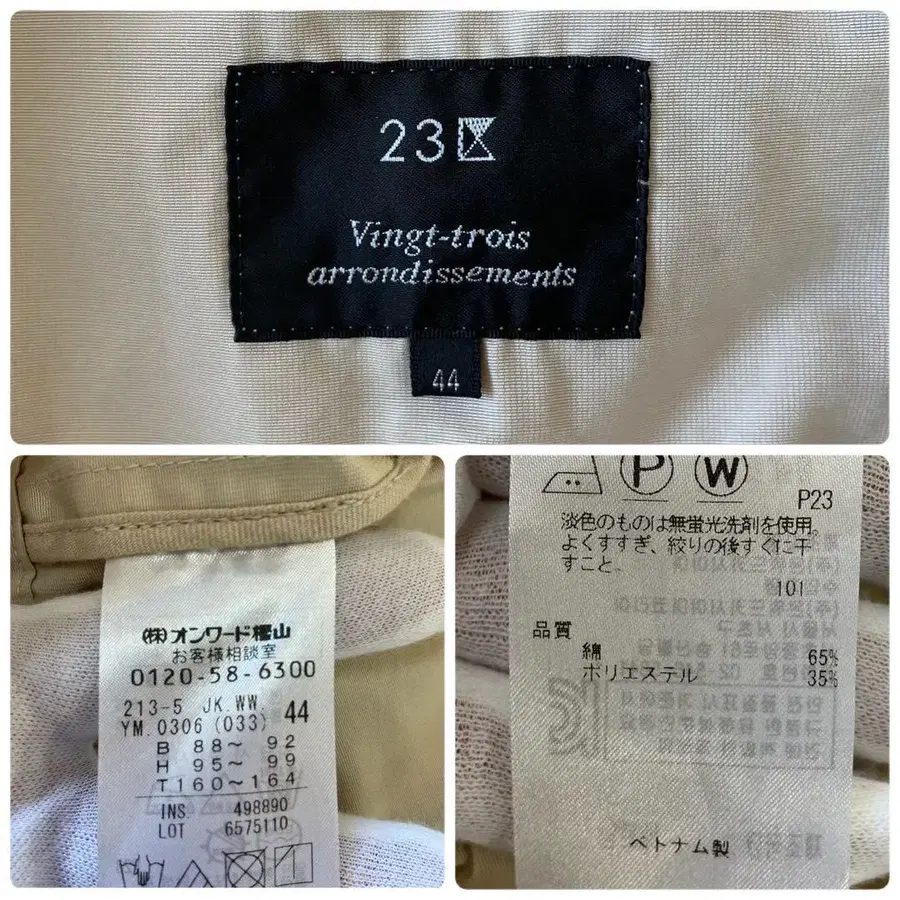 23区
Vingt-trois
arrondissements
44
(株)オンワード樫山
お客様相談室
0120-58-6300
213-5 JK.WW.
YM.0306 (033) 44
B 88～ 92
H 95～ 99
T 160～164
INS 498890
LOT 6575110
P W
P23
淡色のものは無蛍光洗剤を使用。
よくすすぎ、絞りの後すぐに干
すこと。
101
品質
綿 65%
ポリエステル 35%
ベトナム製